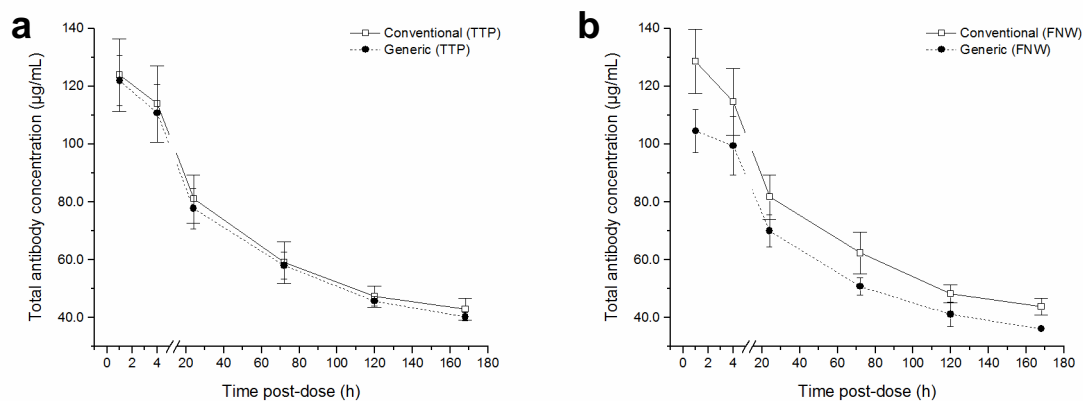 a
Conventional (TTP)
Generic (TTP)
Total antibody concentration (µg/mL)
140
120
100
80.0
60.0
40.0
0 2 4 20 40 60 80 100 120 140 160 180
Time post-dose (h)
b
Conventional (FNW)
Generic (FNW)
Total antibody concentration (µg/mL)
140
120
100
80.0
60.0
40.0
0 2 4 20 40 60 80 100 120 140 160 180
Time post-dose (h)